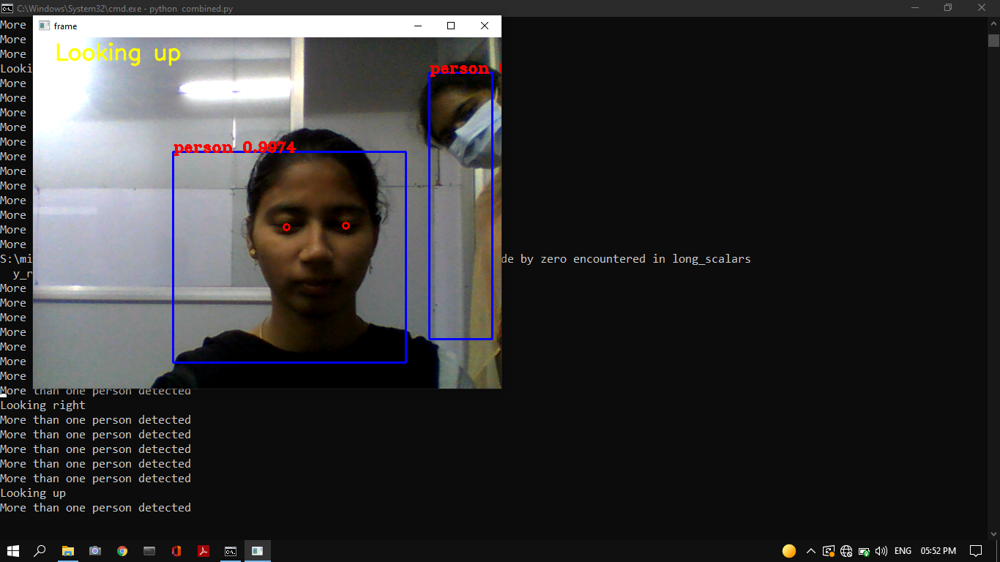 C:\Windows\System32\cmd.exe - python  combined.py
frame
Looking up
person
person 0.9974
More
More
More
Looki
More
More
More
More
More
More
More
More
More
More
More
More
S:\mi de by zero encountered in long_scalars
y_r
More
More
More
More
More
More
More
More than one person detected
Looking right
More than one person detected
More than one person detected
More than one person detected
More than one person detected
More than one person detected
Looking up
More than one person detected
ENG
05:52 PM